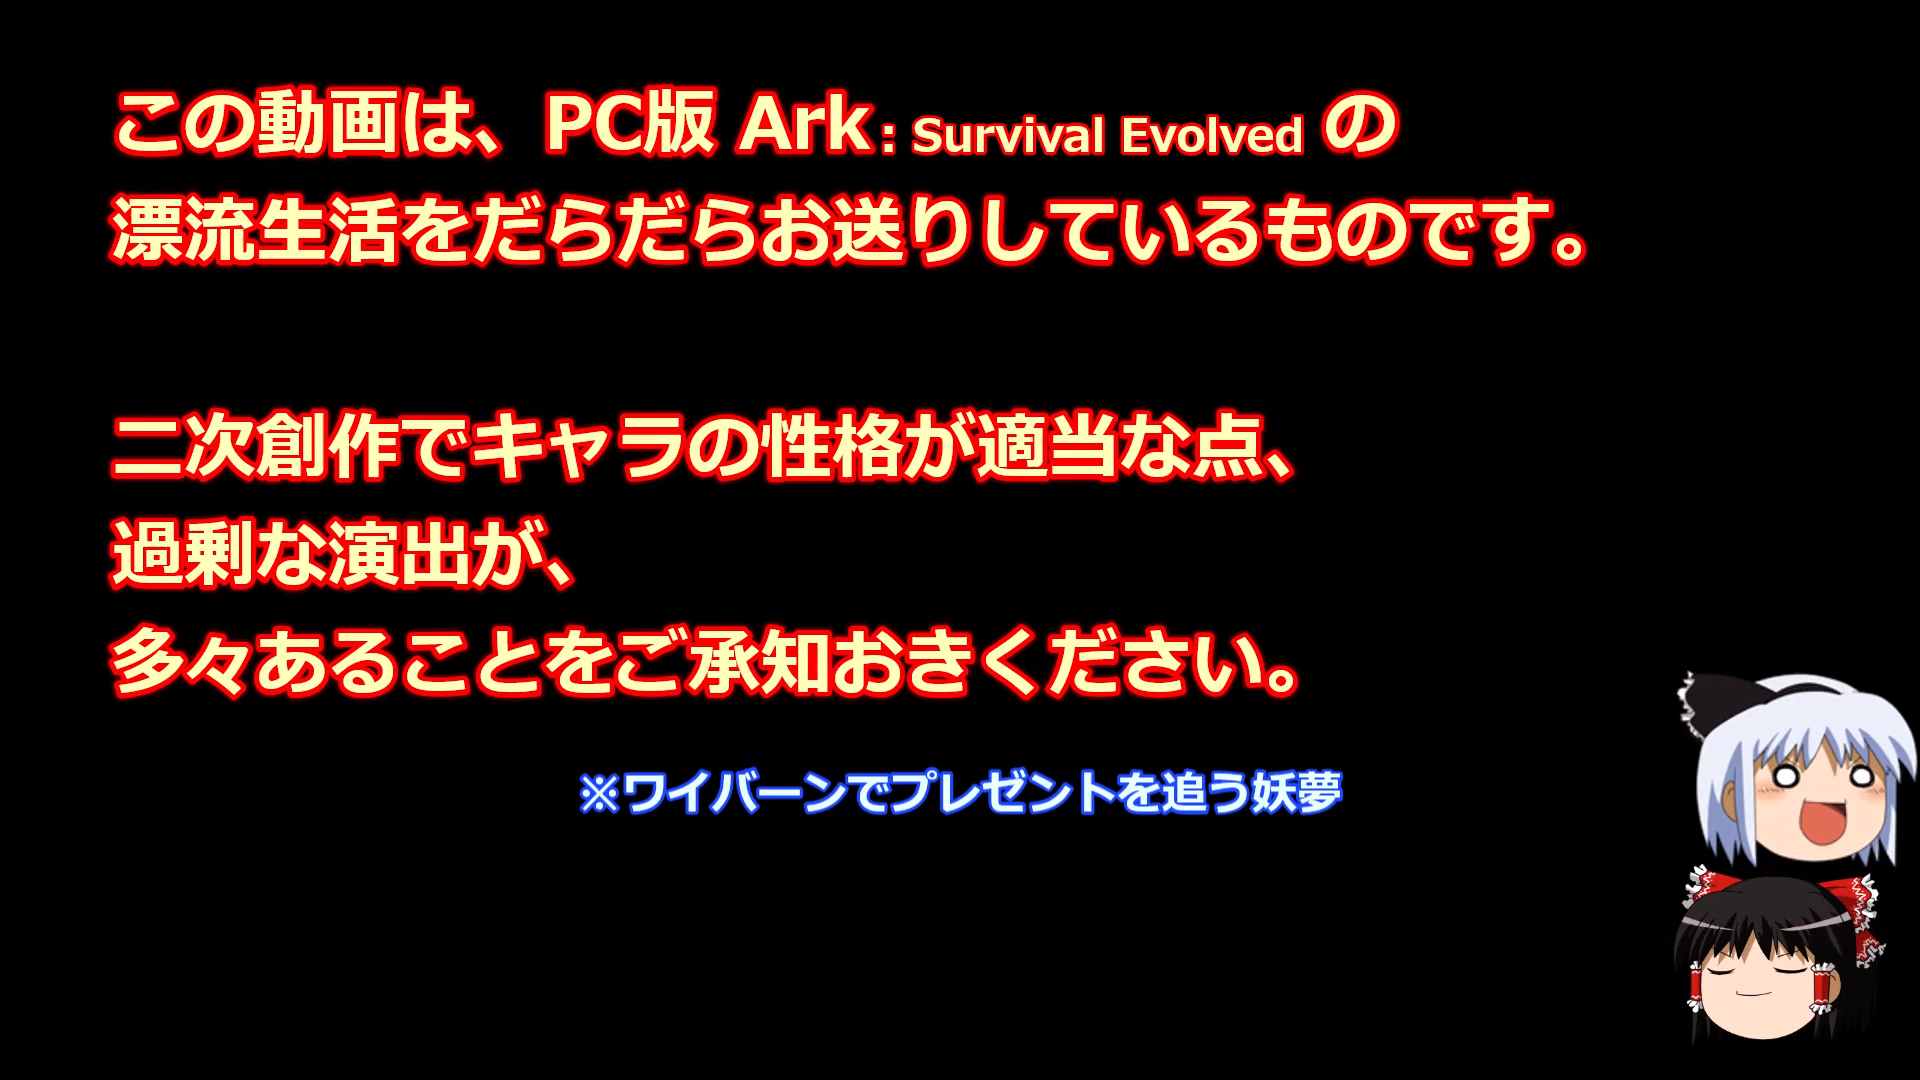 この動画は、PC版 Ark : Survival Evolved の
漂流生活をだらだらお送りしているものです。
二次創作でキャラの性格が適当な点、
過剰な演出が、
多々あることをご承知おきください。
※ワイバーンでプレゼントを追う妖夢